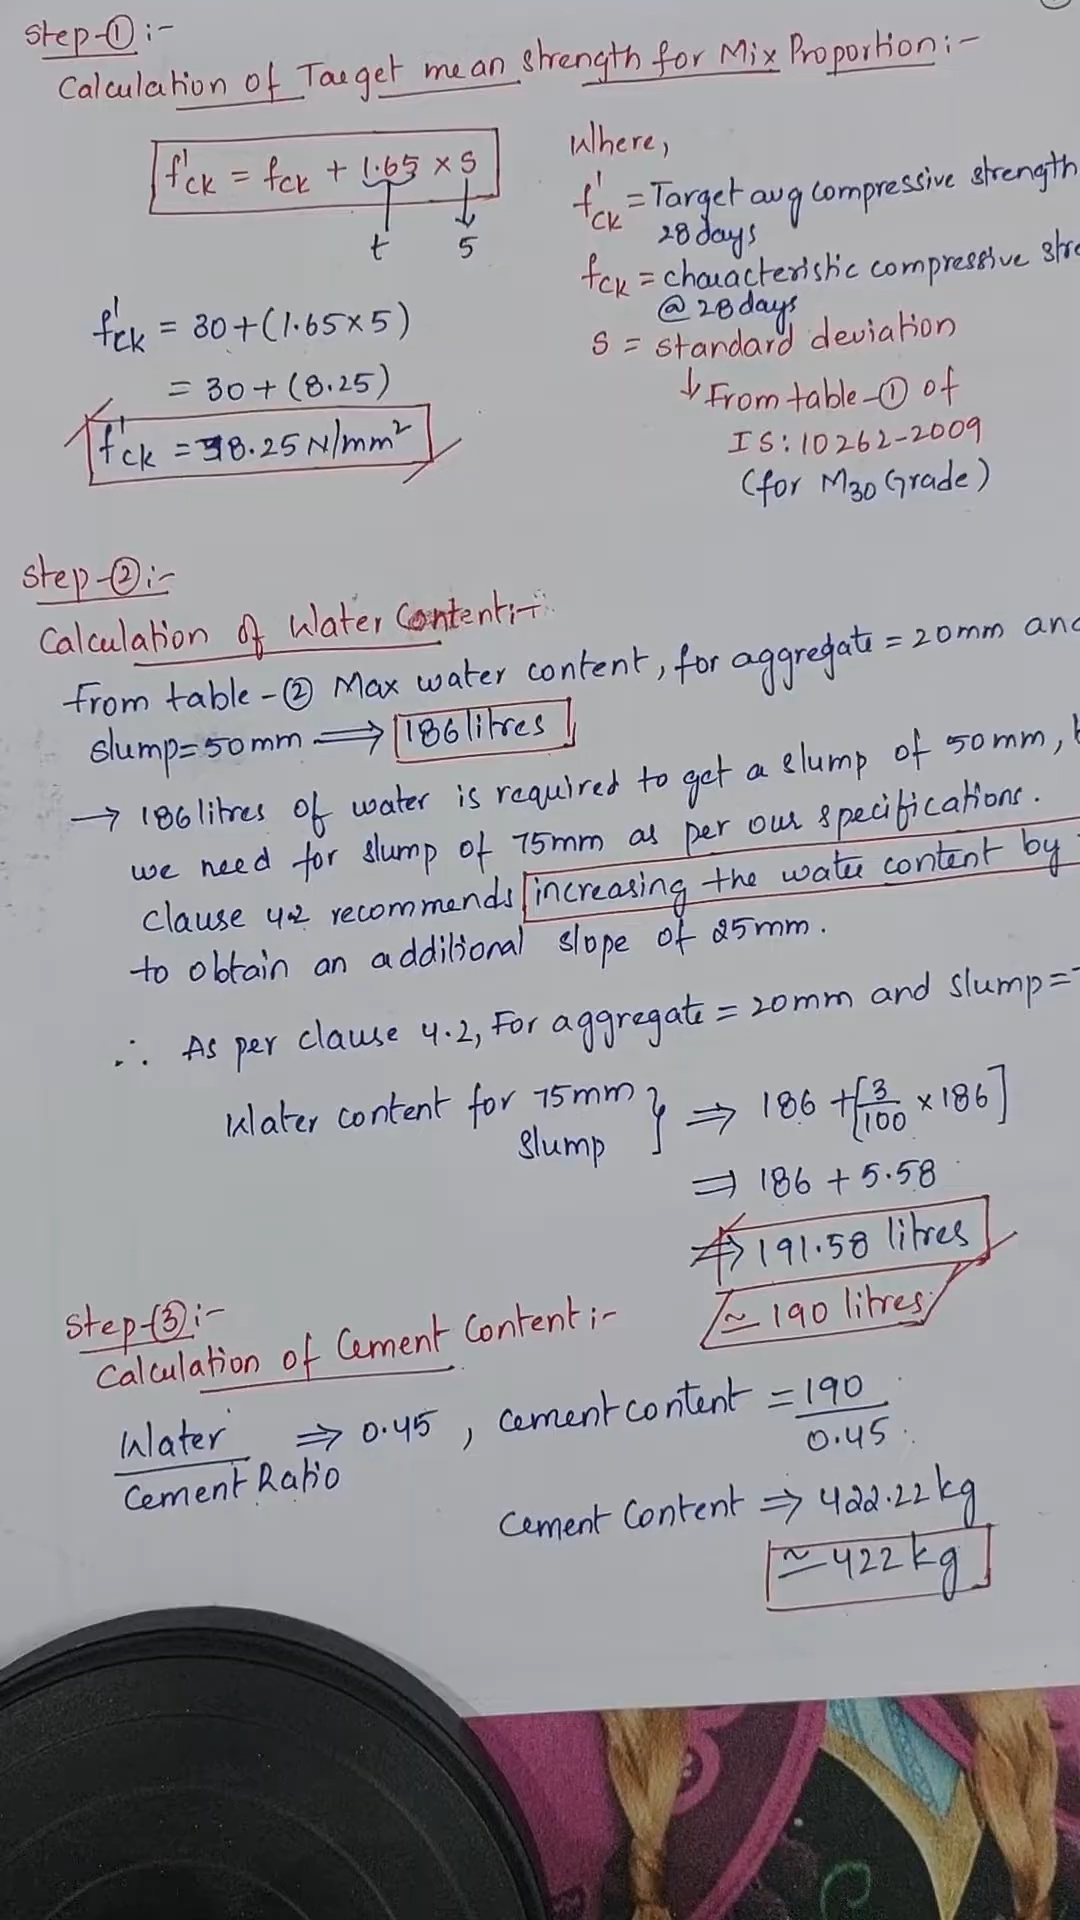 Step-①:-
Calculation of Target mean strength for Mix Proportion:-
f'ck = fck + 1.65 × S
t
5
Where,
f'ck = Target avg compressive strength
28 days
fck = characteristic compressive
@ 28 days
S = standard deviation
↓ From table-① of
IS:10262-2009
(for M30 Grade)
f'ck = 30+(1.65×5)
= 30+(8.25)
f'ck = 38.25 N/mm²
Step-②:-
Calculation of Water Content:-
From table-② Max water content, for aggregate = 20mm and
slump=50mm ⟹ 186 litres
→ 186 litres of water is required to get a slump of 50mm,
we need for slump of 75mm as per our specifications.
clause 4.2 recommends increasing the water content by
to obtain an additional slope of 25mm.
∴ As per clause 4.2, For aggregate = 20mm and slump=
Water content for 75mm
slump } ⟹ 186 + [3/100 × 186]
⟹ 186 + 5.58
⟹ 191.58 litres
≃ 190 litres
Step-③:-
Calculation of Cement Content:-
Water/Cement Ratio ⟹ 0.45, cement content = 190/0.45
Cement Content ⟹ 422.22 kg
≃ 422 kg